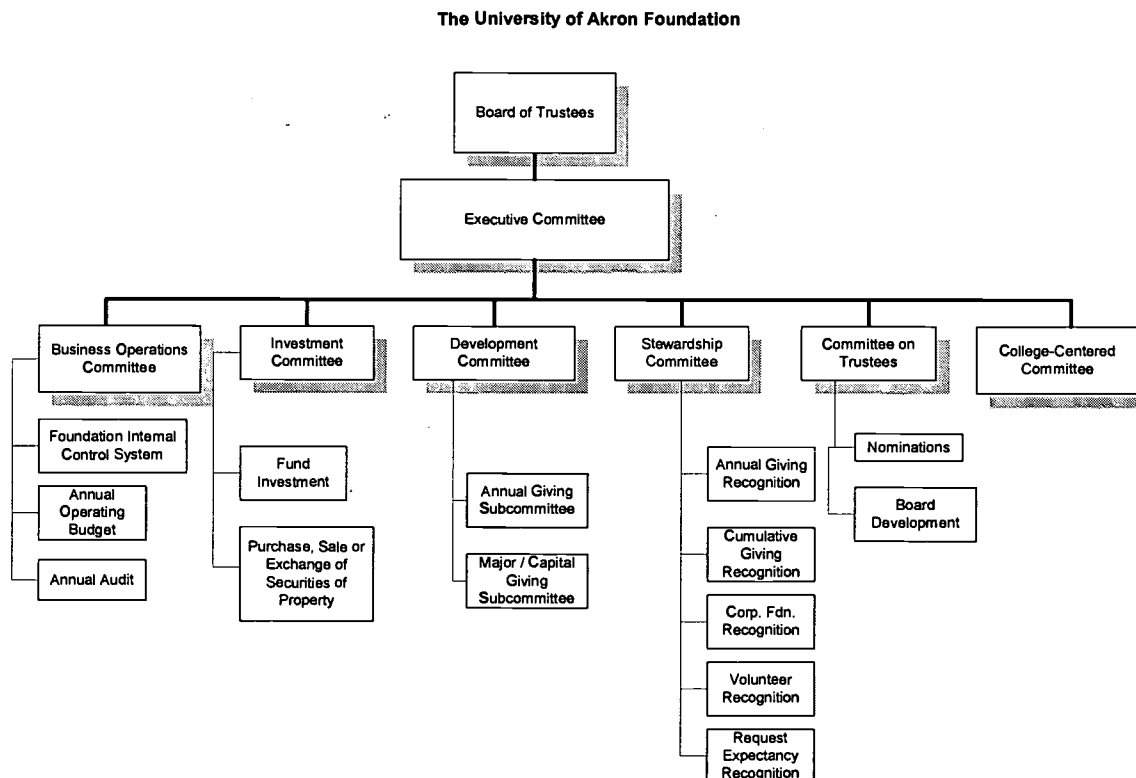 The University of Akron Foundation
Board of Trustees
Executive Committee
Business Operations
Committee
Investment
Committee
Development
Committee
Stewardship
Committee
Committee on
Trustees
College-Centered
Committee
Foundation Internal
Control System
Annual
Operating
Budget
Annual Audit
Fund
Investment
Purchase, Sale or
Exchange of
Securities of
Property
Annual Giving
Subcommittee
Major / Capital
Giving
Subcommittee
Annual Giving
Recognition
Cumulative
Giving
Recognition
Corp. Fdn.
Recognition
Volunteer
Recognition
Request
Expectancy
Recognition
Nominations
Board
Development